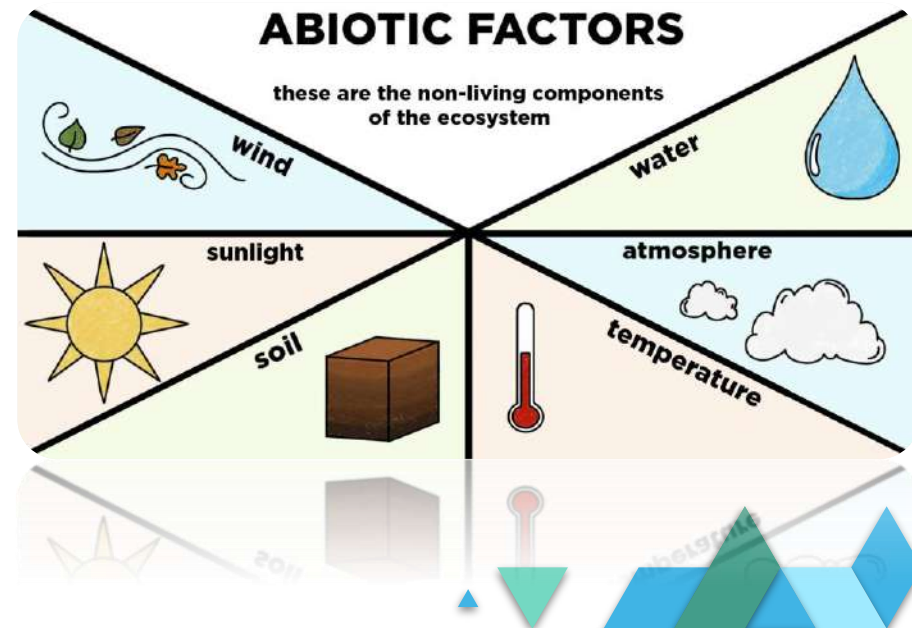 ABIOTIC FACTORS
these are the non-living components
of the ecosystem
wind
water
sunlight
atmosphere
soil
temperature